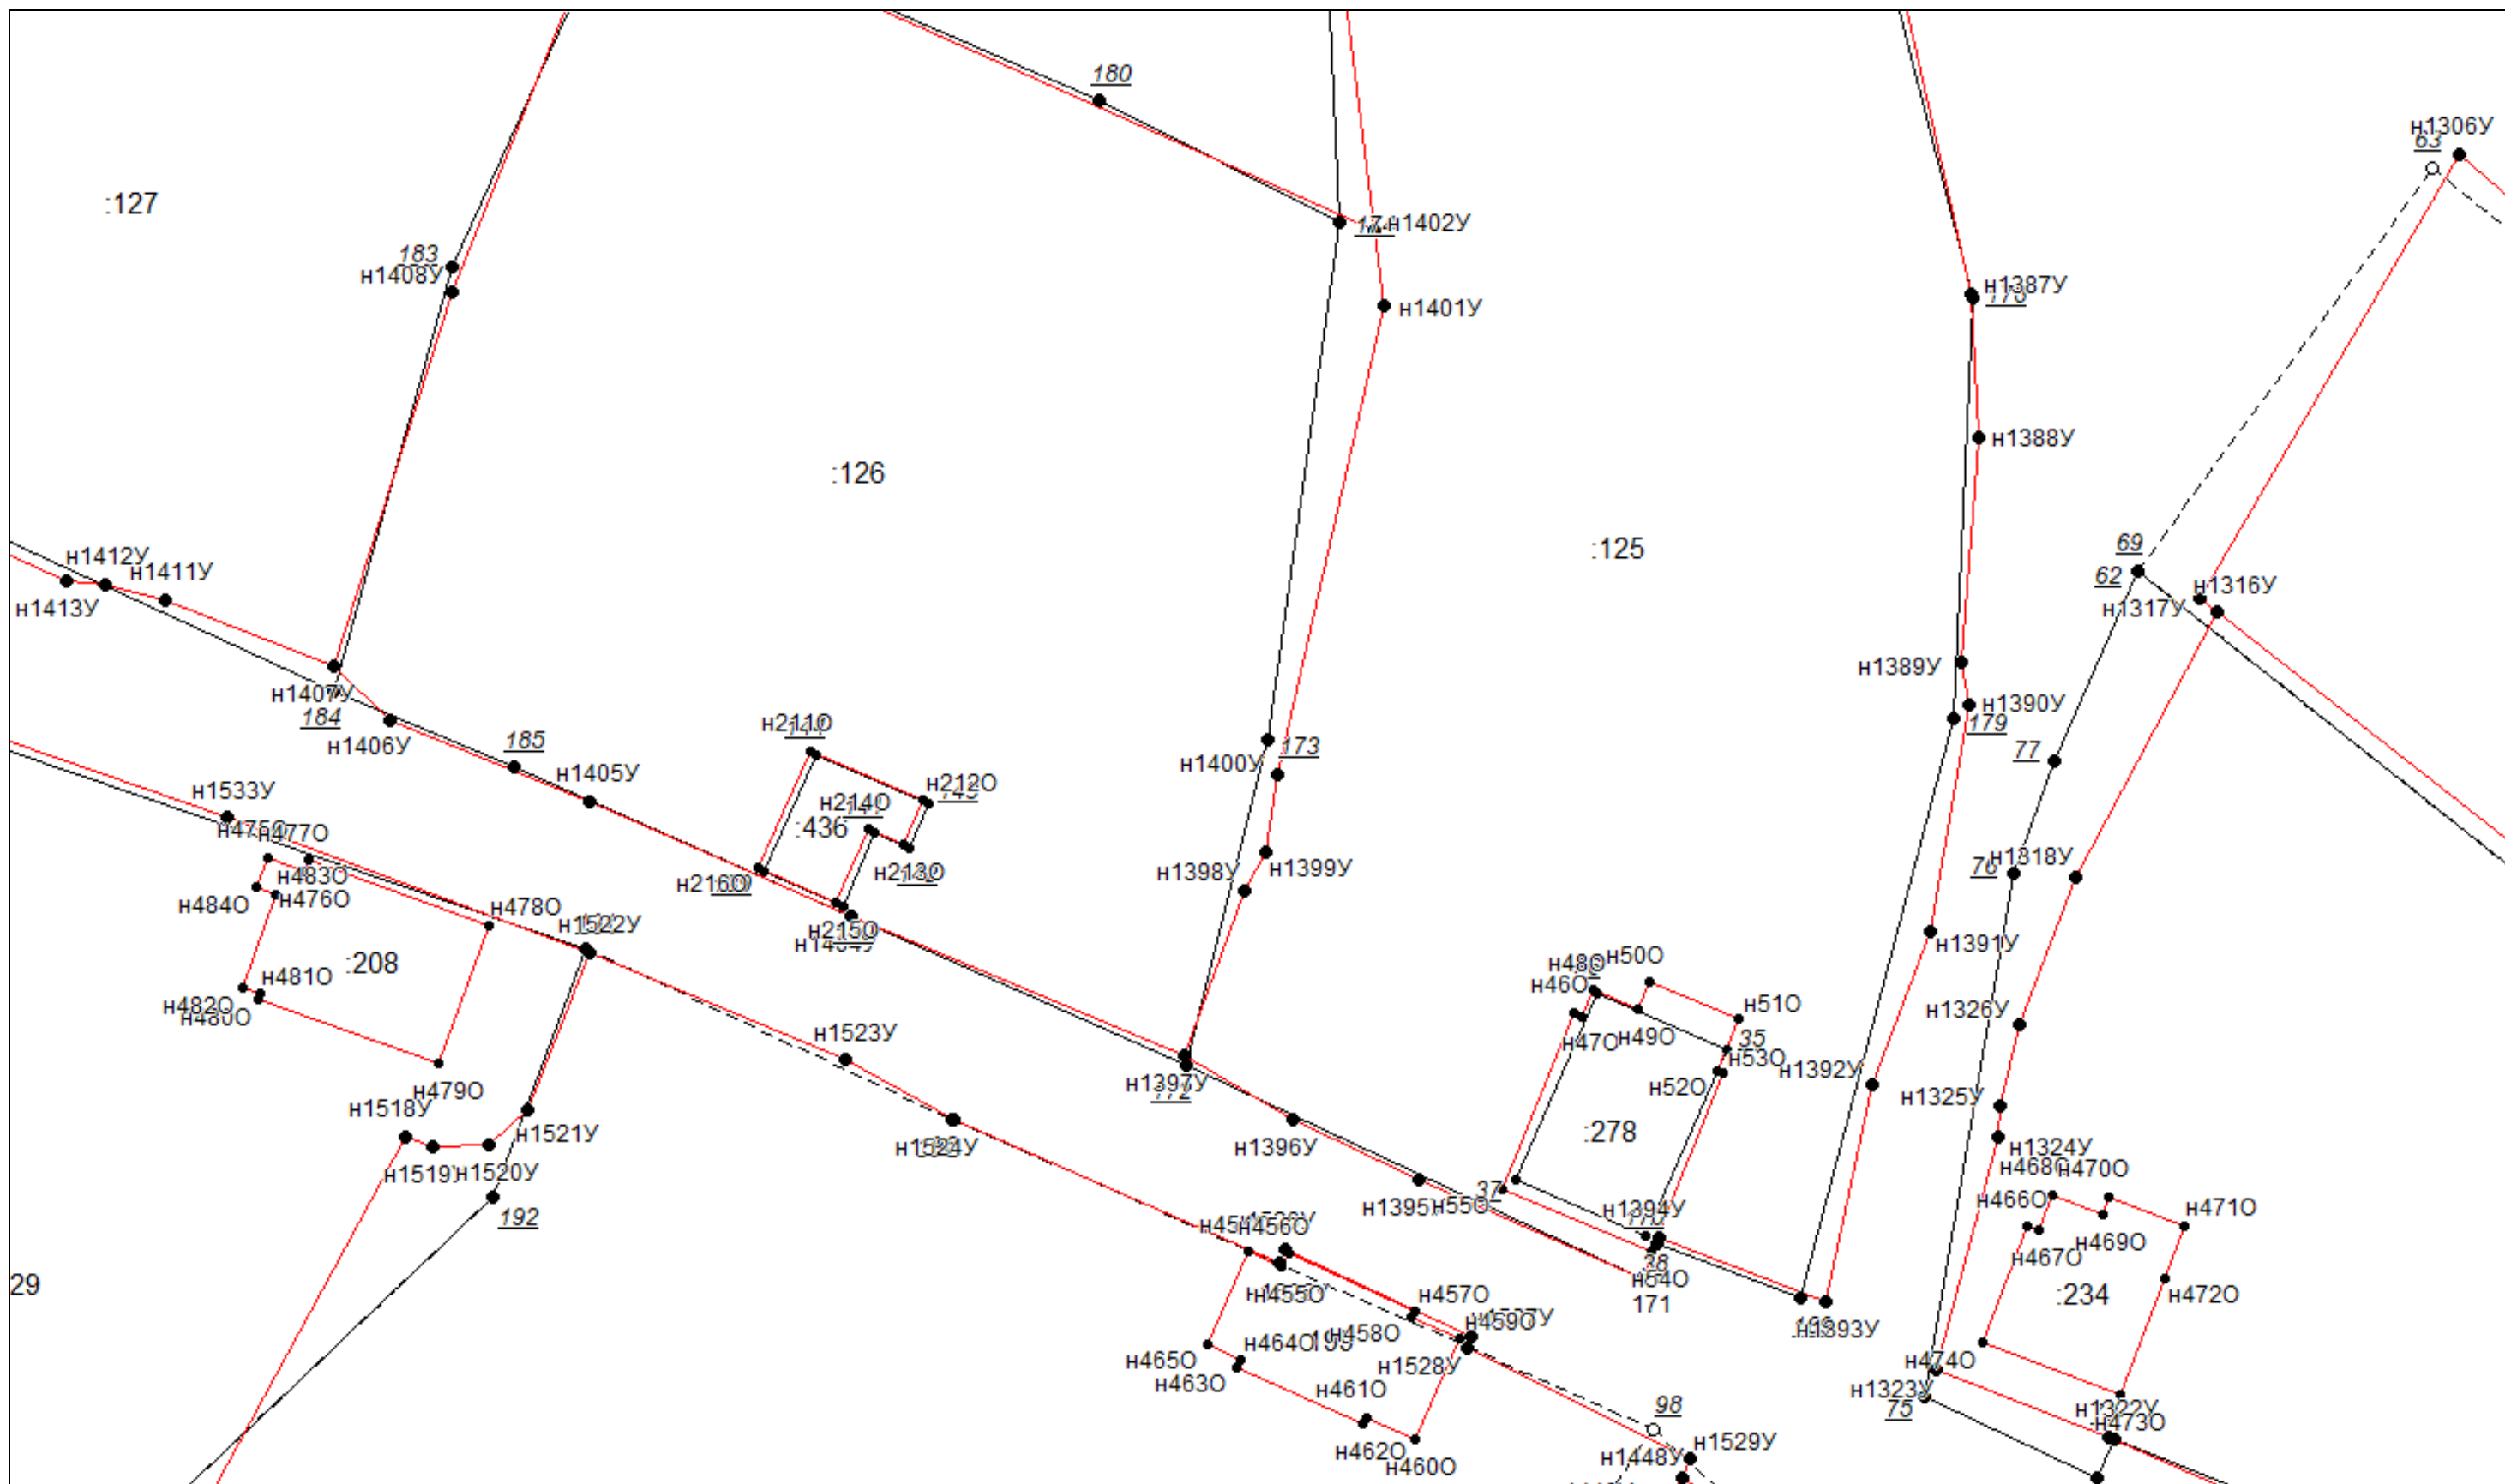 180
н1306У
63
:127
174
н1402У
183
н1408У
н1387У
н1401У
н1388У
:126
:125
69
н1412У
н1411У
62
н1316У
н1413У
н1317У
н1389У
н1407У
184
н1390У
н1406У
185
н211О
179
н1400У
173
77
н1405У
н1533У
н212О
н214О
:436
н477О
н213О
н483О
н1398У
н1399У
76
н1318У
н216О
н484О
н476О
н478О
н215О
н1522У
н1391У
:208
н48О
н50О
н481О
н46О
н482О
н480О
н51О
н1326У
н47О
н49О
35
н1523У
н53О
н1392У
н52О
н479О
н1397У
172
н1325У
н1518У
н1521У
:278
н1396У
н1524У
н1324У
н1520У
н468О
н470О
37
192
н1394У
н466О
н55О
н471О
н456О
н469О
н467О
38
н54О
29
н455О
171
:234
н472О
н457О
н1393У
н459О
н458О
н464О
н1528У
н465О
н474О
н463О
н1323У
75
н461О
98
н1322У
н473О
н462О
н460О
н1448У
н1529У